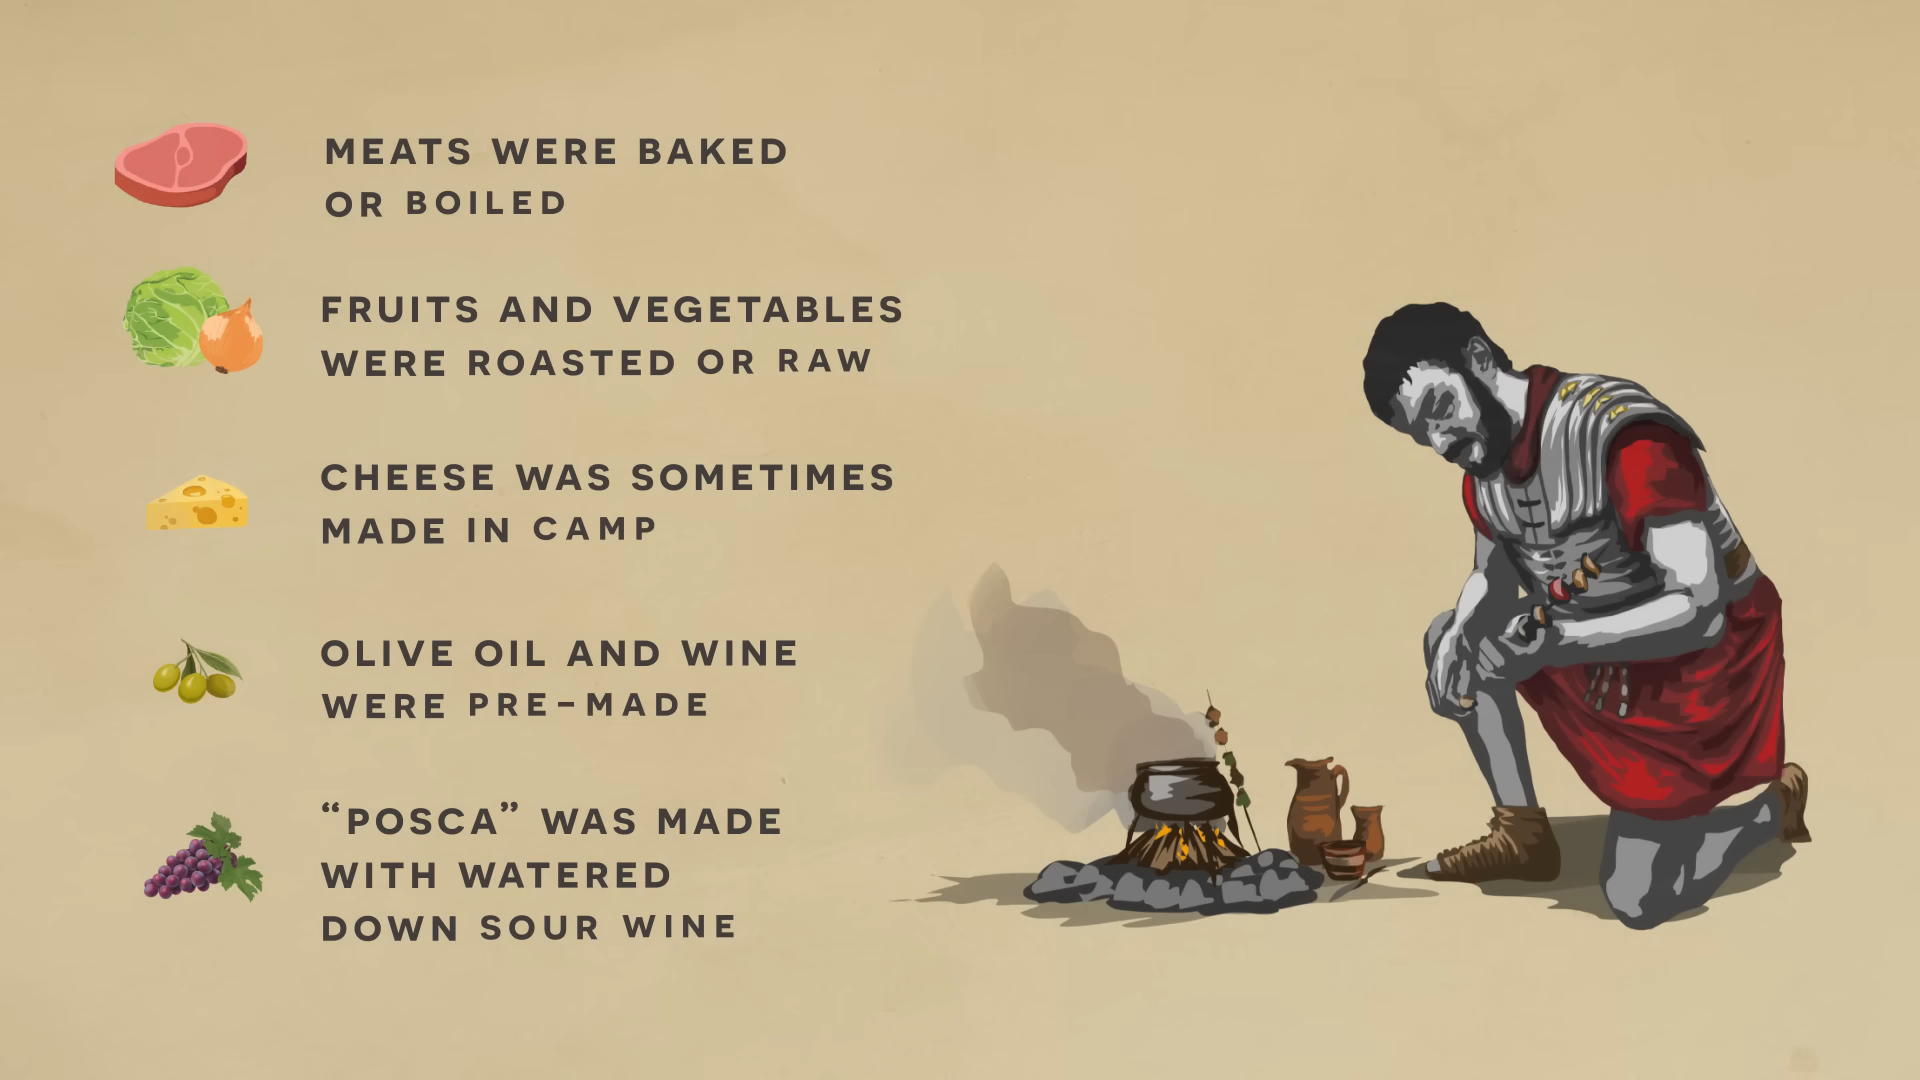 MEATS WERE BAKED
OR BOILED
FRUITS AND VEGETABLES
WERE ROASTED OR RAW
CHEESE WAS SOMETIMES
MADE IN CAMP
OLIVE OIL AND WINE
WERE PRE-MADE
“POSCA” WAS MADE
WITH WATERED
DOWN SOUR WINE